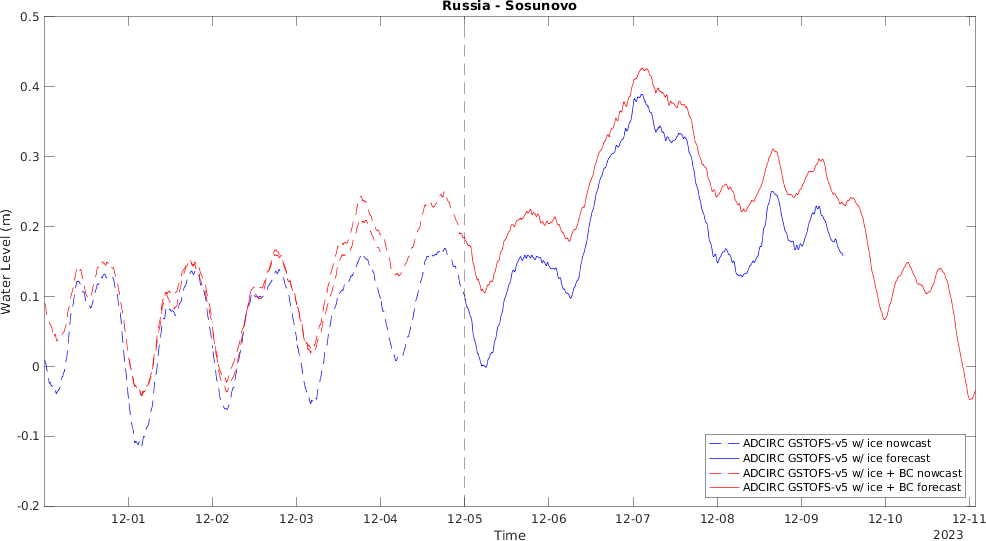 Russia - Sosunovo
Water Level (m)
0.5
0.4
0.3
0.2
0.1
0
-0.1
-0.2
12-01 12-02 12-03 12-04 12-05 12-06 12-07 12-08 12-09 12-10 12-11
Time
2023
ADCIRC GSTOFS-v5 w/ ice nowcast
ADCIRC GSTOFS-v5 w/ ice forecast
ADCIRC GSTOFS-v5 w/ ice + BC nowcast
ADCIRC GSTOFS-v5 w/ ice + BC forecast